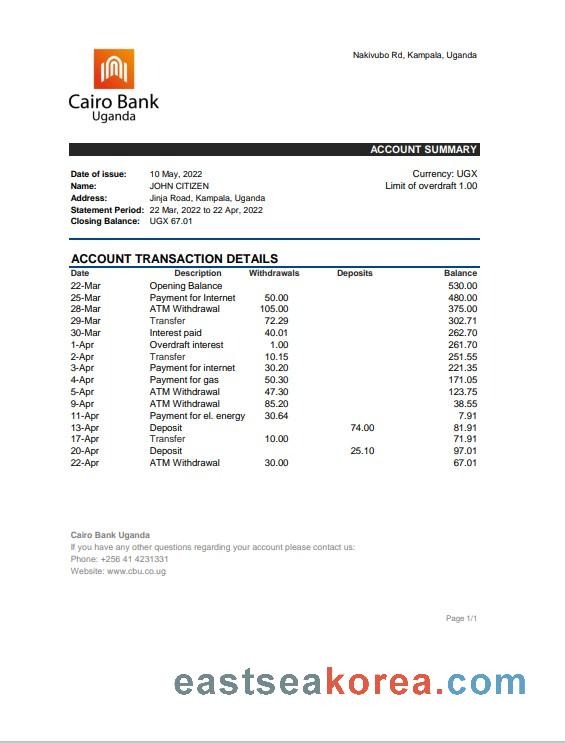 Nakivubo Rd, Kampala, Uganda
Cairo Bank
Uganda
ACCOUNT SUMMARY
Date of issue: 10 May, 2022 Currency: UGX
Name: JOHN CITIZEN Limit of overdraft 1.00
Address: Jinja Road, Kampala, Uganda
Statement Period: 22 Mar, 2022 to 22 Apr, 2022
Closing Balance: UGX 67.01
ACCOUNT TRANSACTION DETAILS
Date Description Withdrawals Deposits Balance
22-Mar Opening Balance 530.00
25-Mar Payment for Internet 50.00 480.00
28-Mar ATM Withdrawal 105.00 375.00
29-Mar Transfer 72.29 302.71
30-Mar Interest paid 40.01 262.70
1-Apr Overdraft interest 1.00 261.70
2-Apr Transfer 10.15 251.55
3-Apr Payment for internet 30.20 221.35
4-Apr Payment for gas 50.30 171.05
5-Apr ATM Withdrawal 47.30 123.75
9-Apr ATM Withdrawal 85.20 38.55
11-Apr Payment for el. energy 30.64 7.91
13-Apr Deposit 74.00 81.91
17-Apr Transfer 10.00 71.91
20-Apr Deposit 25.10 97.01
22-Apr ATM Withdrawal 30.00 67.01
Cairo Bank Uganda
If you have any other questions regarding your account please contact us:
Phone: +256 41 4231331
Website: www.cbu.co.ug
Page 1/1
eastseakorea.com